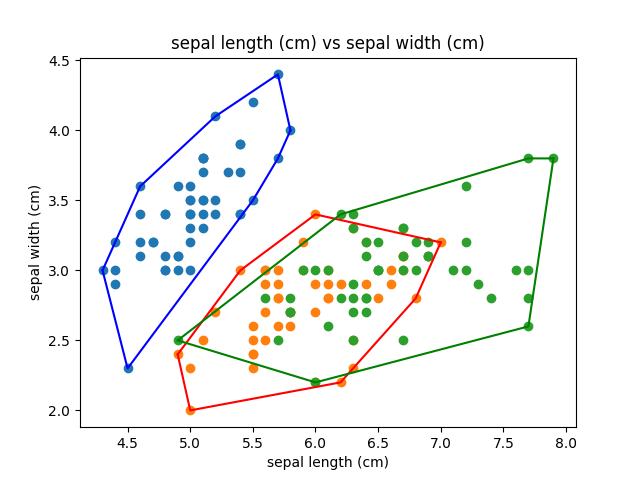 sepal length (cm) vs sepal width (cm)
4.5
4.0
3.5
3.0
2.5
2.0
sepal width (cm)
4.5 5.0 5.5 6.0 6.5 7.0 7.5 8.0
sepal length (cm)